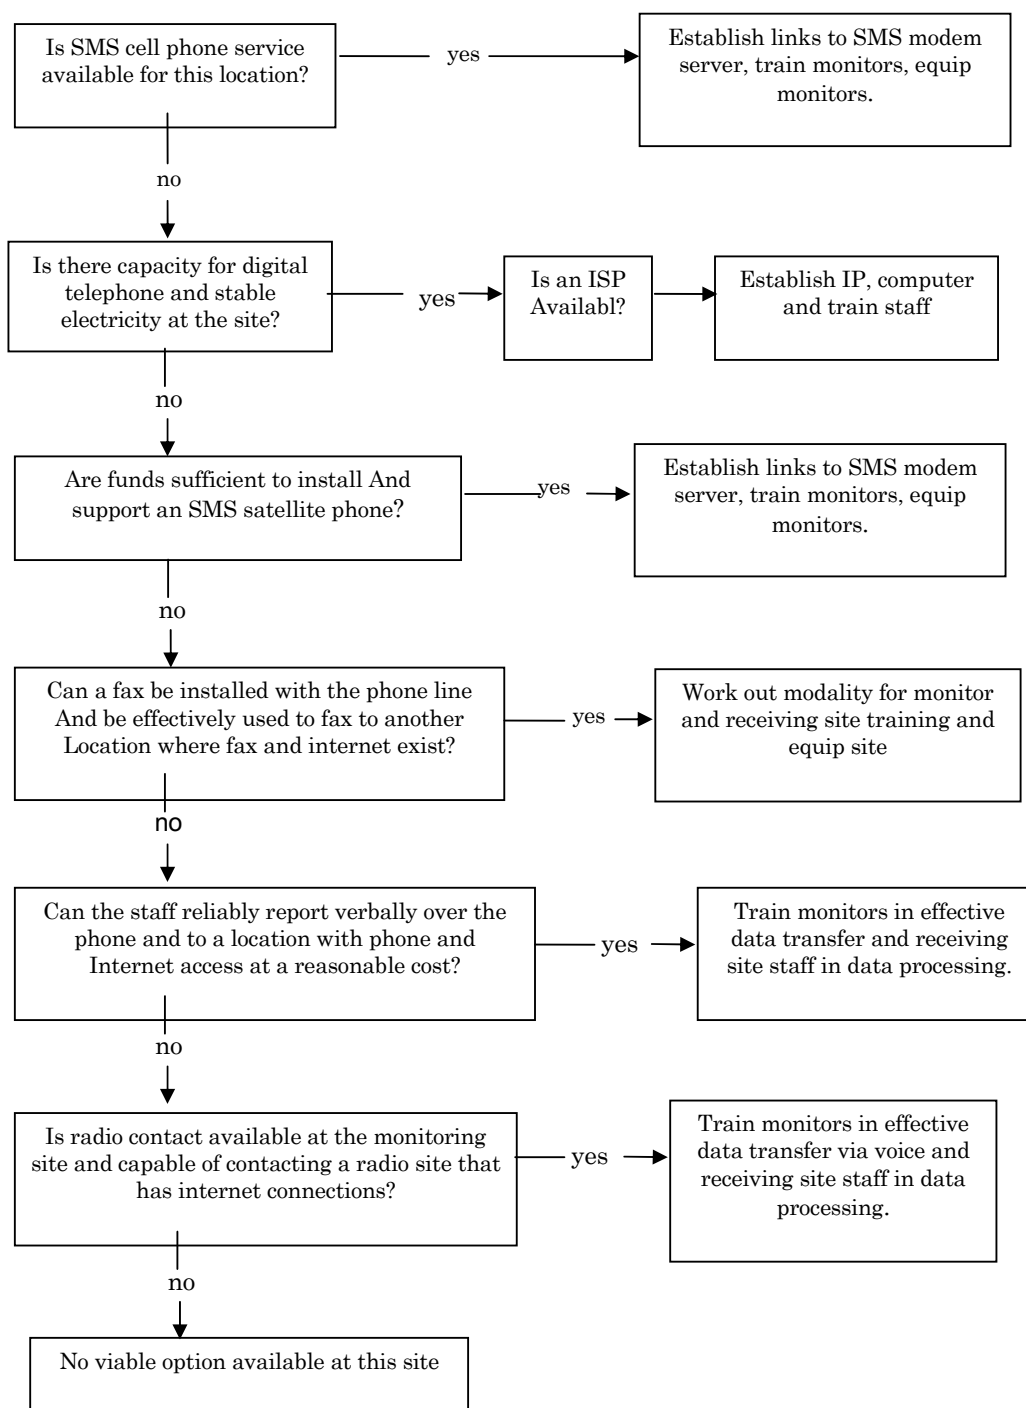 Is SMS cell phone service
available for this location?
yes
Establish links to SMS modem
server, train monitors, equip
monitors.
no
Is there capacity for digital
telephone and stable
electricity at the site?
yes
Is an ISP
Availabl?
Establish IP, computer
and train staff
no
Are funds sufficient to install And
support an SMS satellite phone?
yes
Establish links to SMS modem
server, train monitors, equip
monitors.
no
Can a fax be installed with the phone line
And be effectively used to fax to another
Location where fax and internet exist?
yes
Work out modality for monitor
and receiving site training and
equip site
no
Can the staff reliably report verbally over the
phone and to a location with phone and
Internet access at a reasonable cost?
yes
Train monitors in effective
data transfer and receiving
site staff in data processing.
no
Is radio contact available at the monitoring
site and capable of contacting a radio site that
has internet connections?
yes
Train monitors in effective
data transfer via voice and
receiving site staff in data
processing.
no
No viable option available at this site